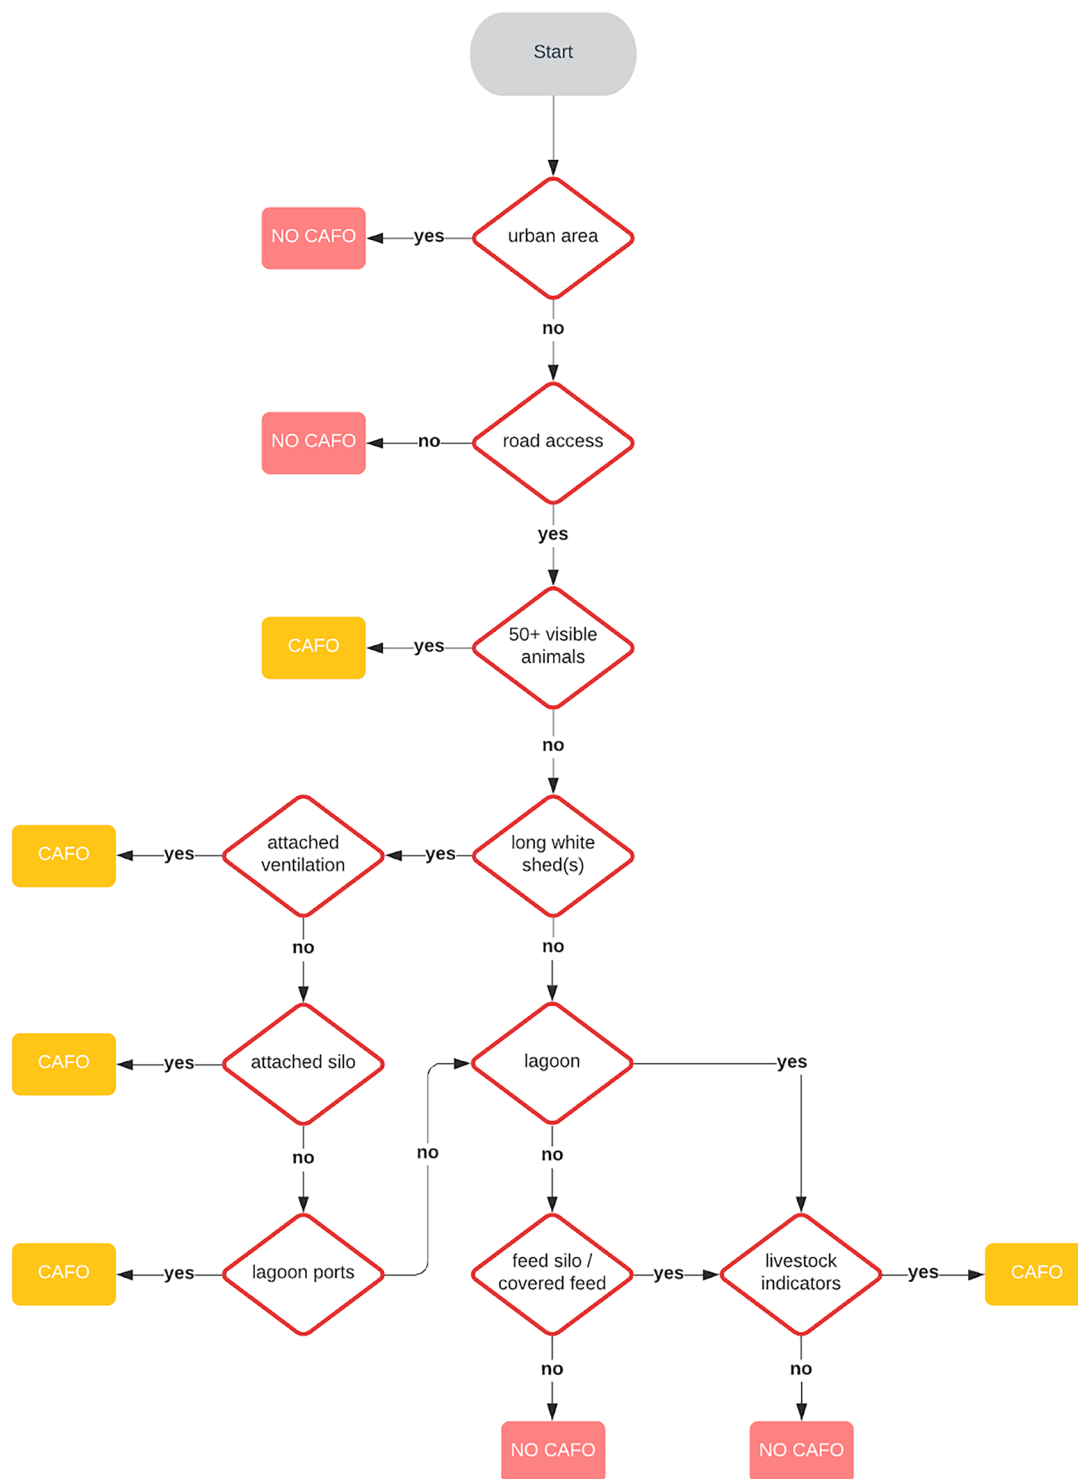 Start
NO CAFO
yes
urban area
no
NO CAFO
no
road access
yes
CAFO
yes
50+ visible
animals
no
CAFO
yes
attached
ventilation
yes
long white
shed(s)
no
no
CAFO
yes
attached silo
lagoon
yes
no
no
no
CAFO
yes
lagoon ports
feed silo /
covered feed
yes
livestock
indicators
yes
CAFO
no
no
NO CAFO
NO CAFO